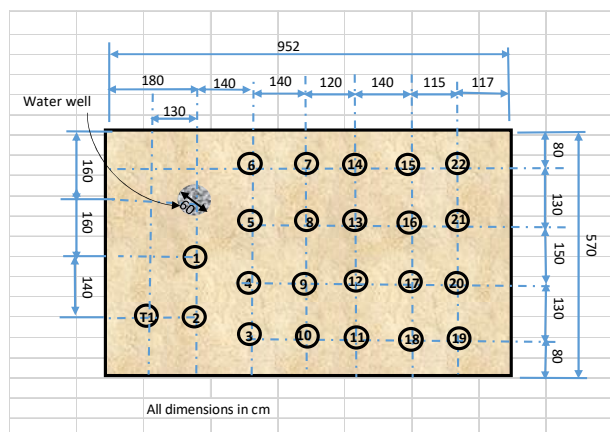 952
180 140 140 120 140 115 117
130
Water well
160 160 140
60
6 7 14 15 22
5 8 13 16 21
1
4 9 12 17 20
T1 2
3 10 11 18 19
80 130 150 130 80
570
All dimensions in cm